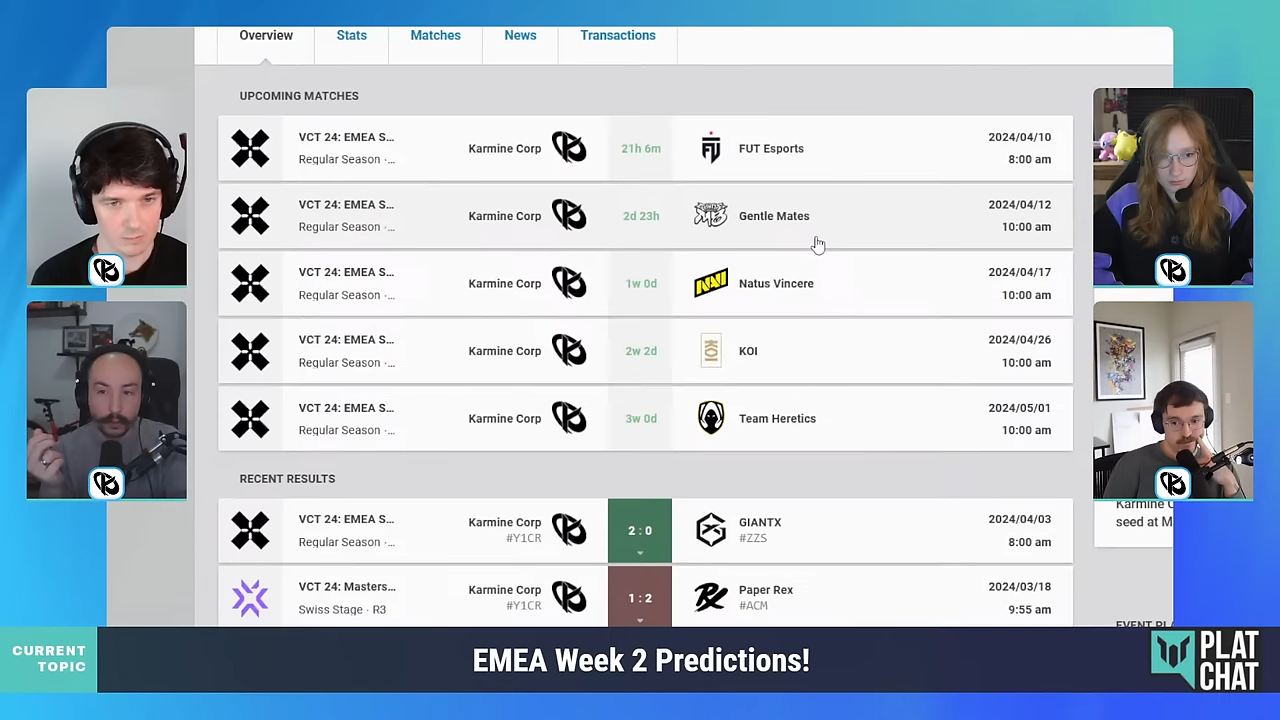 Overview Stats Matches News Transactions
UPCOMING MATCHES
VCT 24: EMEA S...
Regular Season ·...
Karmine Corp
21h 6m
FUT Esports
2024/04/10
8:00 am
VCT 24: EMEA S...
Regular Season ·...
Karmine Corp
2d 23h
Gentle Mates
2024/04/12
10:00 am
VCT 24: EMEA S...
Regular Season ·...
Karmine Corp
1w 0d
NAVI
Natus Vincere
2024/04/17
10:00 am
VCT 24: EMEA S...
Regular Season ·...
Karmine Corp
2w 2d
KOI
KOI
2024/04/26
10:00 am
VCT 24: EMEA S...
Regular Season ·...
Karmine Corp
3w 0d
Team Heretics
2024/05/01
10:00 am
RECENT RESULTS
VCT 24: EMEA S...
Regular Season ·...
Karmine Corp
#Y1CR
2 : 0
GIANTX
#ZZS
2024/04/03
8:00 am
VCT 24: Masters...
Swiss Stage · R3
Karmine Corp
#Y1CR
1 : 2
Paper Rex
#ACM
2024/03/18
9:55 am
Karmine C
seed at M
CURRENT
TOPIC
EMEA Week 2 Predictions!
PLAT
CHAT